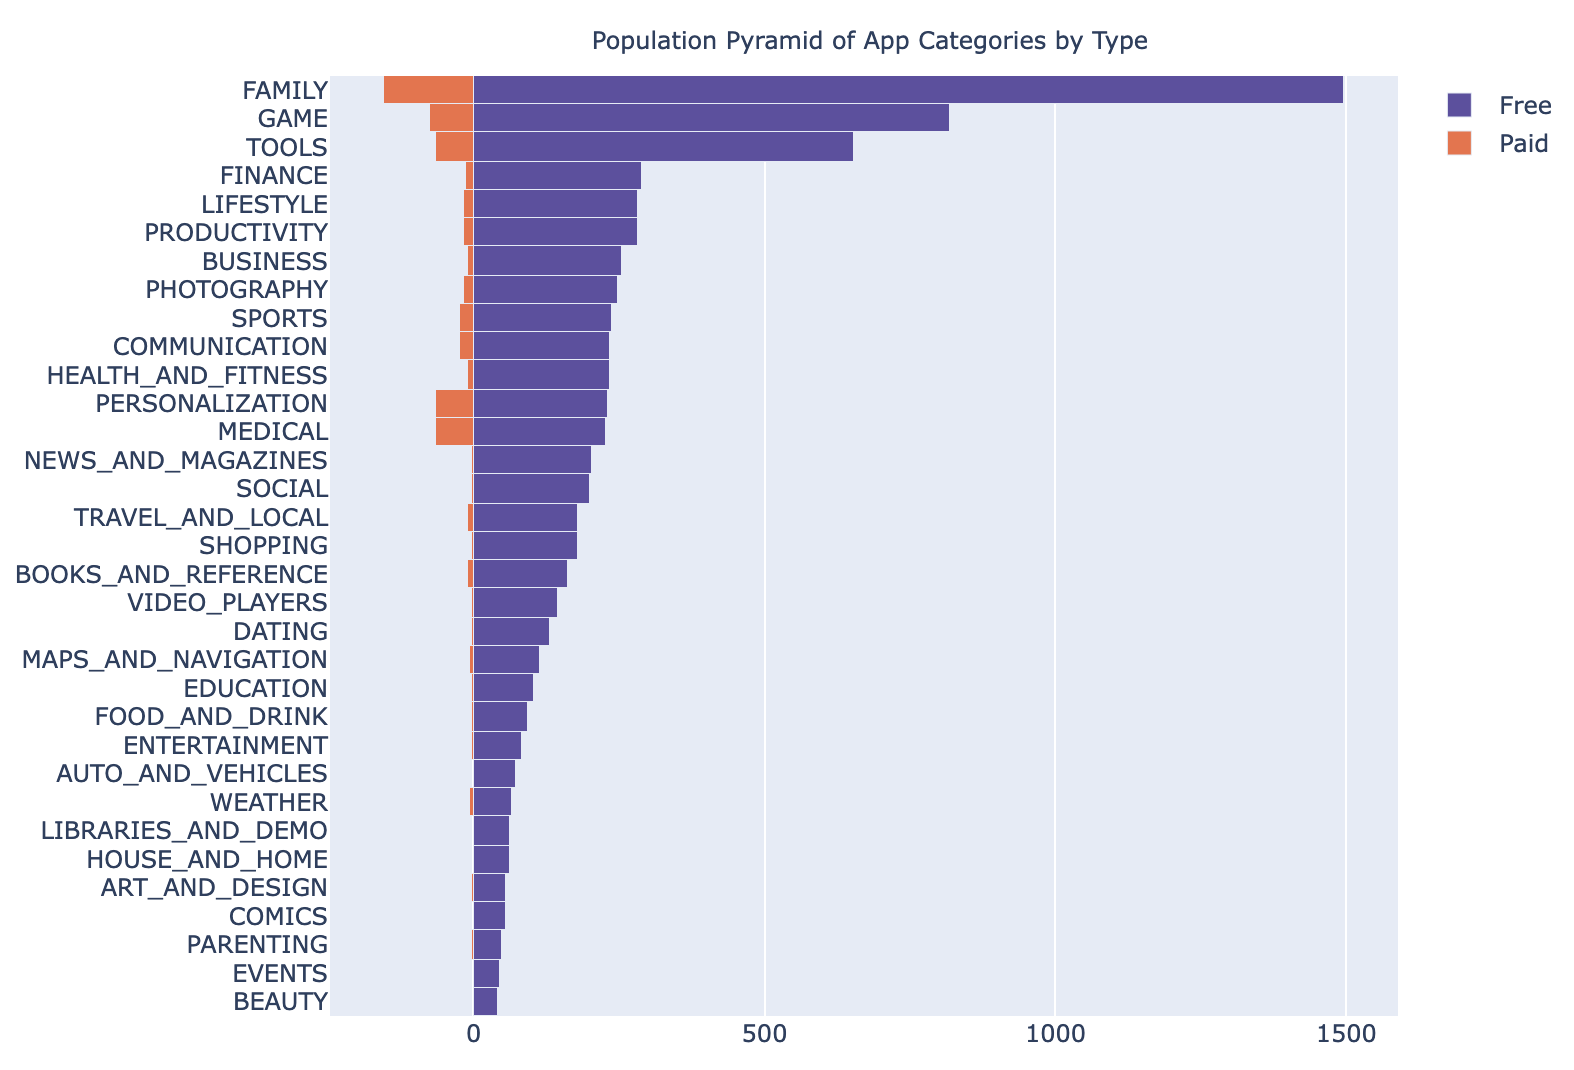 Population Pyramid of App Categories by Type
FAMILY
GAME
TOOLS
FINANCE
LIFESTYLE
PRODUCTIVITY
BUSINESS
PHOTOGRAPHY
SPORTS
COMMUNICATION
HEALTH_AND_FITNESS
PERSONALIZATION
MEDICAL
NEWS_AND_MAGAZINES
SOCIAL
TRAVEL_AND_LOCAL
SHOPPING
BOOKS_AND_REFERENCE
VIDEO_PLAYERS
DATING
MAPS_AND_NAVIGATION
EDUCATION
FOOD_AND_DRINK
ENTERTAINMENT
AUTO_AND_VEHICLES
WEATHER
LIBRARIES_AND_DEMO
HOUSE_AND_HOME
ART_AND_DESIGN
COMICS
PARENTING
EVENTS
BEAUTY
0 500 1000 1500
Free
Paid